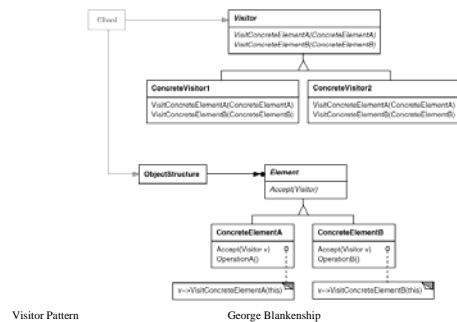 Client
Visitor
VisitConcreteElementA(ConcreteElementA)
VisitConcreteElementB(ConcreteElementB)
ConcreteVisitor1
VisitConcreteElementA(ConcreteElementA)
VisitConcreteElementB(ConcreteElementB)
ConcreteVisitor2
VisitConcreteElementA(ConcreteElementA)
VisitConcreteElementB(ConcreteElementB)
ObjectStructure
Element
Accept(Visitor)
ConcreteElementA
Accept(Visitor v)
OperationA()
ConcreteElementB
Accept(Visitor v)
OperationB()
v->VisitConcreteElementA(this)
v->VisitConcreteElementB(this)
Visitor Pattern George Blankenship